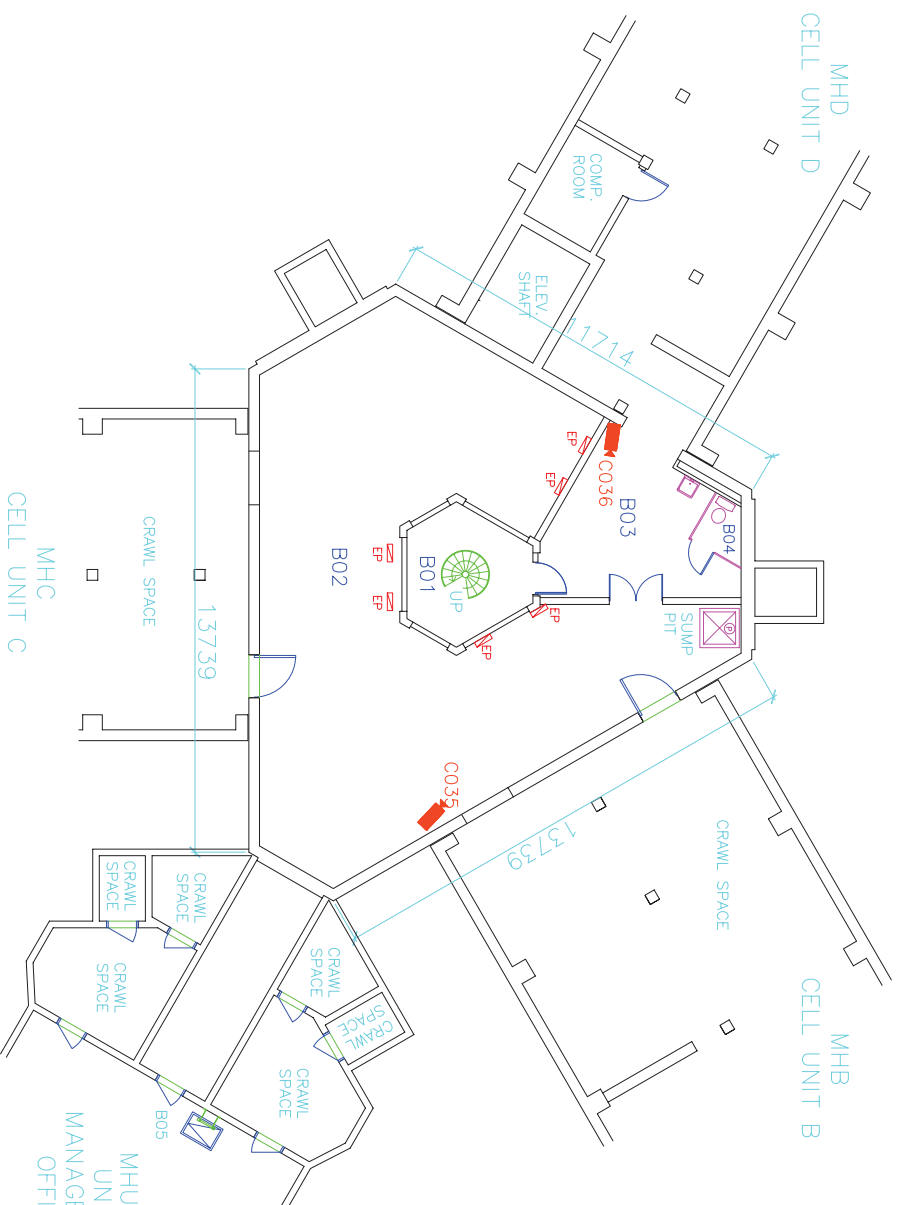 MHD
CELL UNIT D
COMP.
ROOM
ELEV.
SHAFT
11714
EP
EP
C036
B03
B04
B01
UP
EP
EP
EP
EP
B02
SUMP
PIT
P
CRAWL SPACE
MHC
CELL UNIT C
13739
C035
13739
CRAWL SPACE
MHB
CELL UNIT B
CRAWL
SPACE
CRAWL
SPACE
CRAWL
SPACE
CRAWL
SPACE
CRAWL
SPACE
CRAWL
SPACE
B05
MHU
UN
MANAGE
OFFI